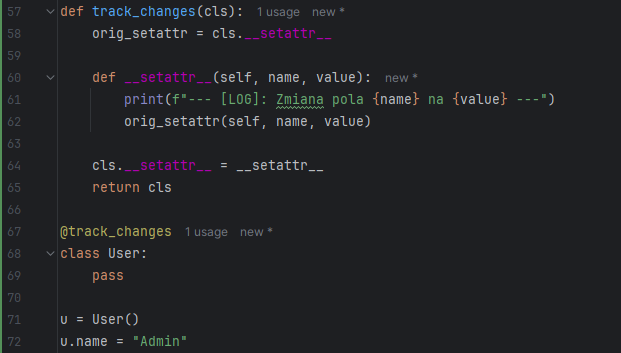 57 def track_changes(cls): 1 usage new *
58     orig_setattr = cls.__setattr__
59
60     def __setattr__(self, name, value): new *
61         print(f"--- [LOG]: Zmiana pola {name} na {value} ---")
62         orig_setattr(self, name, value)
63
64     cls.__setattr__ = __setattr__
65     return cls
66
67 @track_changes 1 usage new *
68 class User:
69     pass
70
71 u = User()
72 u.name = "Admin"